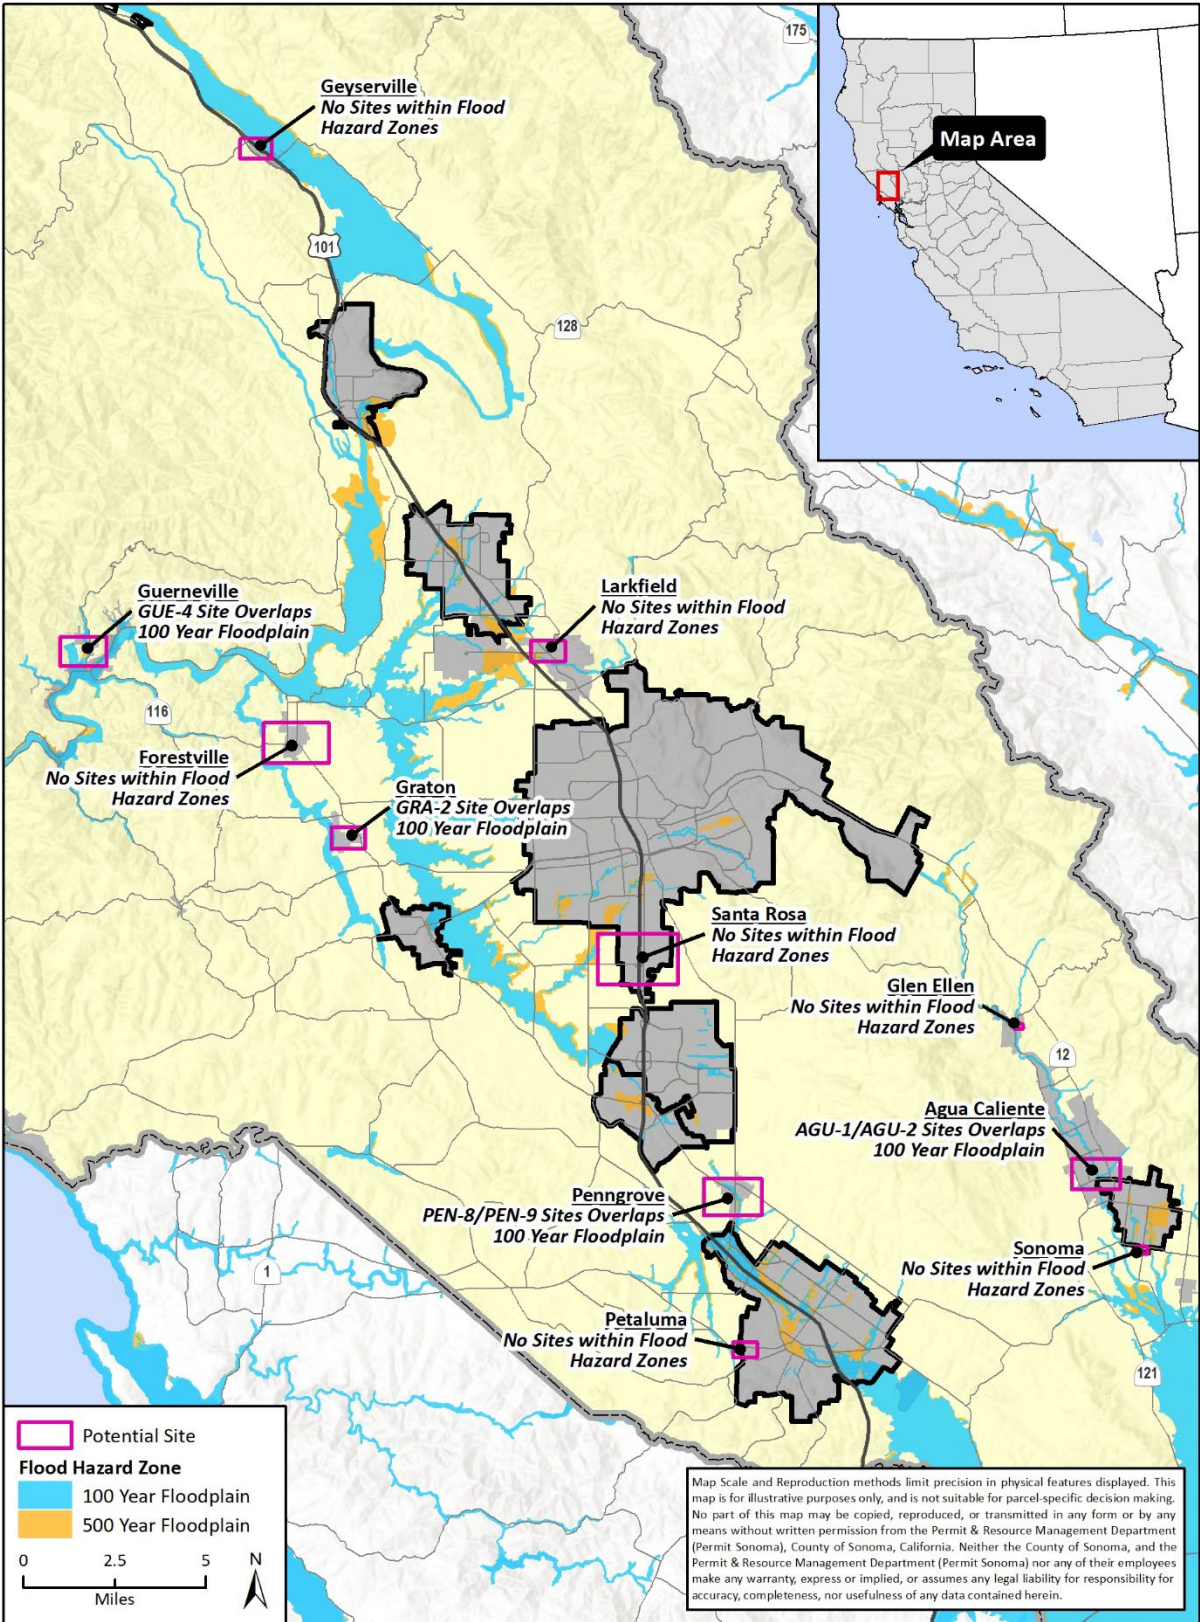 175
Geyserville
No Sites within Flood
Hazard Zones
Map Area
101
128
Guerneville
GUE-4 Site Overlaps
100 Year Floodplain
Larkfield
No Sites within Flood
Hazard Zones
116
Forestville
No Sites within Flood
Hazard Zones
Graton
GRA-2 Site Overlaps
100 Year Floodplain
Santa Rosa
No Sites within Flood
Hazard Zones
Glen Ellen
No Sites within Flood
Hazard Zones
12
Agua Caliente
AGU-1/AGU-2 Sites Overlaps
100 Year Floodplain
Penngrove
PEN-8/PEN-9 Sites Overlaps
100 Year Floodplain
Sonoma
No Sites within Flood
Hazard Zones
1
Petaluma
No Sites within Flood
Hazard Zones
121
Potential Site
Flood Hazard Zone
100 Year Floodplain
500 Year Floodplain
0 2.5 5
Miles
N
Map Scale and Reproduction methods limit precision in physical features displayed. This
map is for illustrative purposes only, and is not suitable for parcel-specific decision making.
No part of this map may be copied, reproduced, or transmitted in any form or by any
means without written permission from the Permit & Resource Management Department
(Permit Sonoma), County of Sonoma, California. Neither the County of Sonoma, and the
Permit & Resource Management Department (Permit Sonoma) nor any of their employees
make any warranty, express or implied, or assumes any legal liability for responsibility for
accuracy, completeness, nor usefulness of any data contained herein.